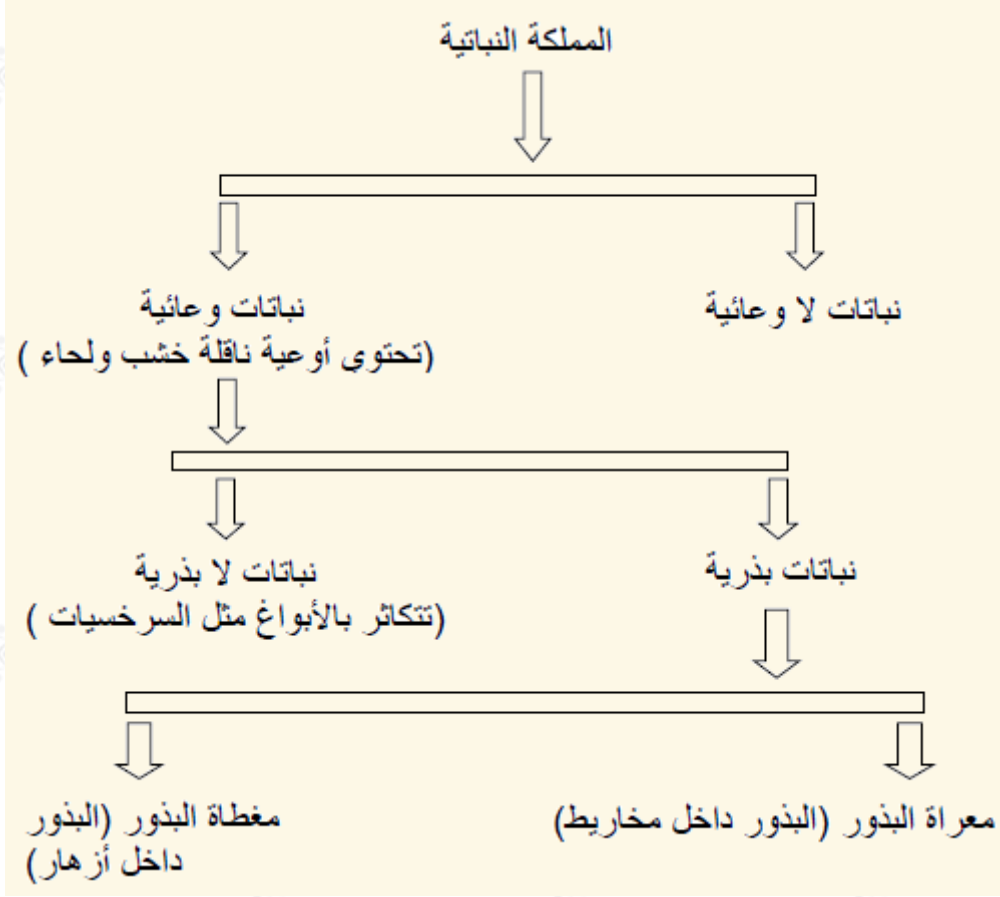 المملكة النباتية
نباتات لا وعائية
نباتات وعائية
(تحتوي أوعية ناقلة خشب ولحاء )
نباتات بذرية
نباتات لا بذرية
(تتكاثر بالأبواغ مثل السرخسيات )
معراة البذور (البذور داخل مخاريط)
مغطاة البذور (البذور
داخل أزهار)